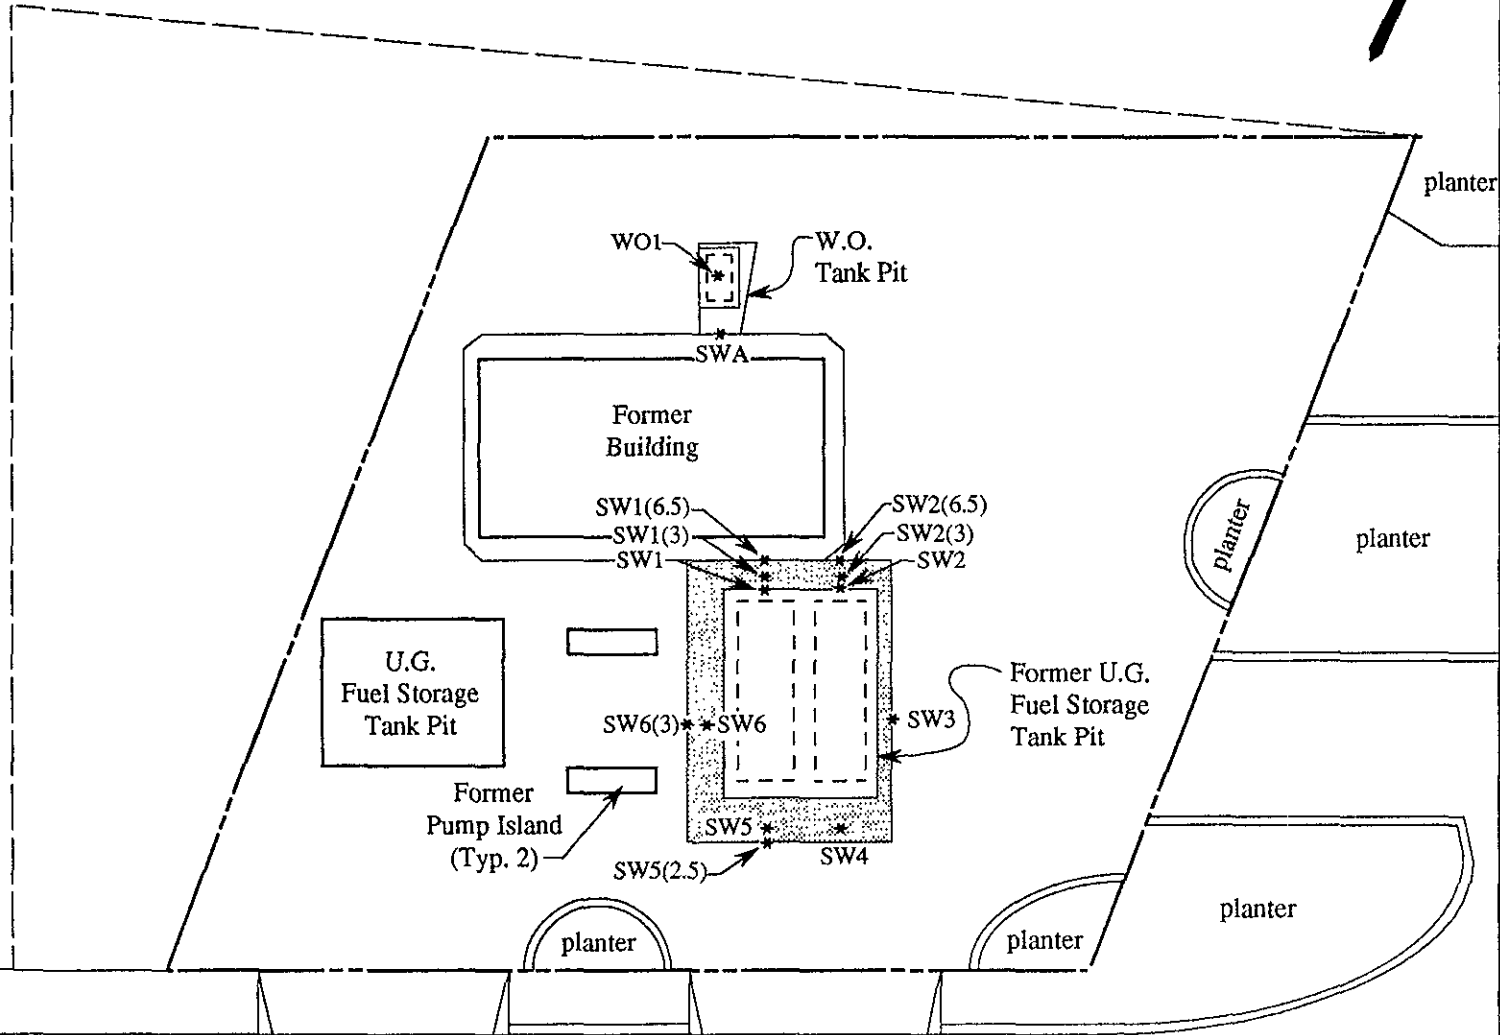 planter
WO1
W.O.
Tank Pit
SWA
Former
Building
SW1(6.5)
SW2(6.5)
SW1(3)
SW2(3)
SW1
SW2
planter
planter
U.G.
Fuel Storage
Tank Pit
Former U.G.
Fuel Storage
Tank Pit
SW6(3)
SW6
SW3
Former
Pump Island
(Typ. 2)
SW5
SW4
SW5(2.5)
planter
planter
planter